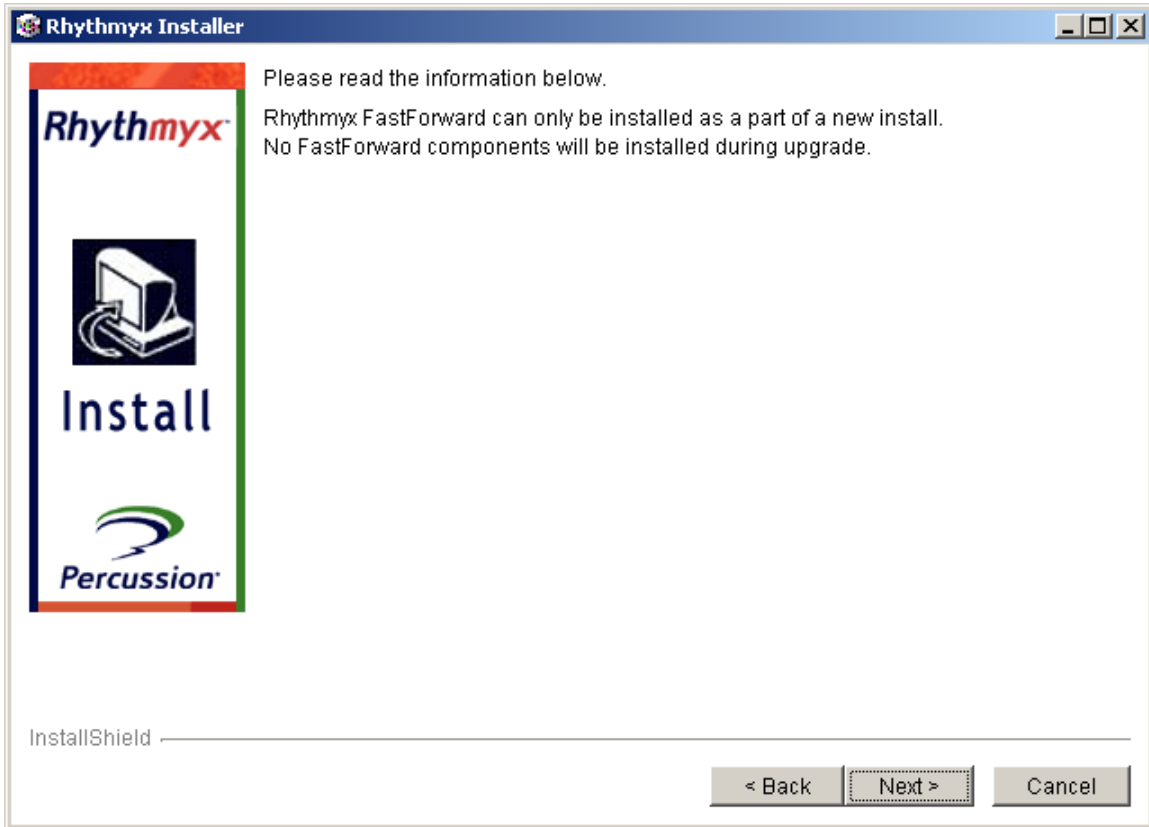 Rhythmyx Installer
Please read the information below.
Rhythmyx FastForward can only be installed as a part of a new install.
No FastForward components will be installed during upgrade.
Rhythmyx
Install
Percussion
InstallShield
< Back
Next >
Cancel